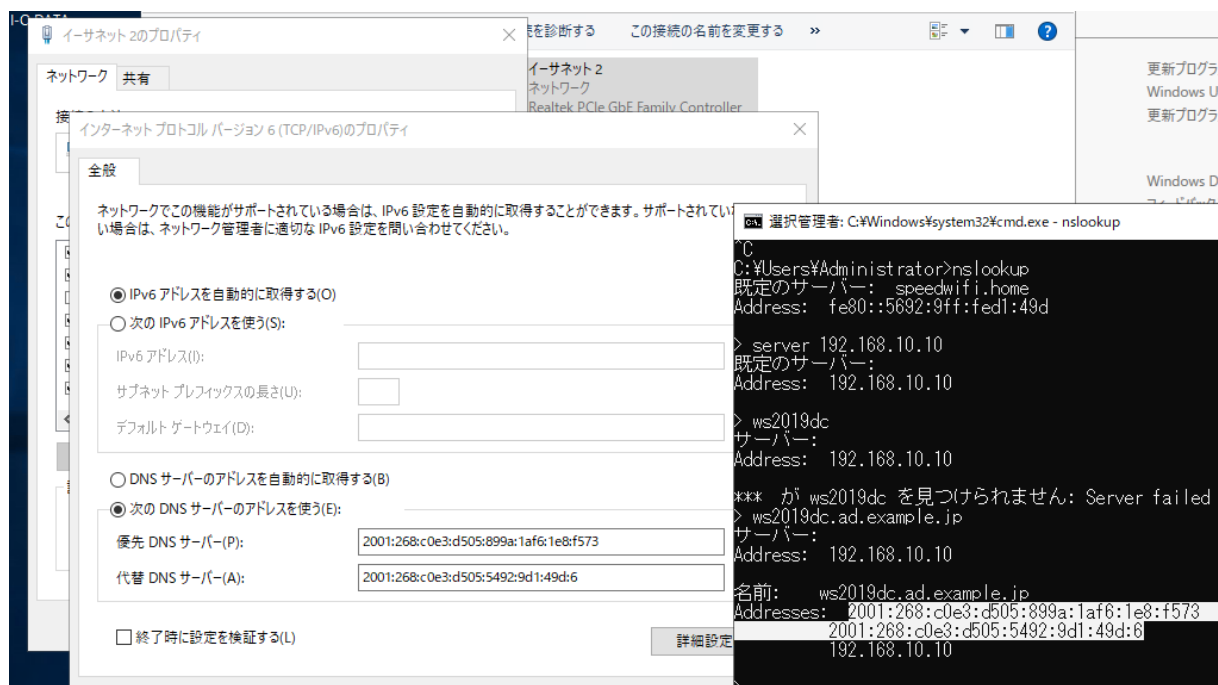 I-O DATA
イーサネット 2のプロパティ
ネットワーク
共有
インターネット プロトコル バージョン 6 (TCP/IPv6)のプロパティ
全般
ネットワークでこの機能がサポートされている場合は、IPv6 設定を自動的に取得することができます。サポートされてい
い場合は、ネットワーク管理者に適切な IPv6 設定を問い合わせてください。
IPv6 アドレスを自動的に取得する(O)
次の IPv6 アドレスを使う(S):
IPv6 アドレス(I):
サブネット プレフィックスの長さ(U):
デフォルト ゲートウェイ(D):
DNS サーバーのアドレスを自動的に取得する(B)
次の DNS サーバーのアドレスを使う(E):
優先 DNS サーバー(P):
2001:268:c0e3:d505:899a:1af6:1e8:f573
代替 DNS サーバー(A):
2001:268:c0e3:d505:5492:9d1:49d:6
終了時に設定を検証する(L)
詳細設定
を診断する
この接続の名前を変更する
»
イーサネット 2
ネットワーク
Realtek PCIe GbE Family Controller
更新プログラ
Windows U
更新プログラ
Windows D
選択管理者: C:¥Windows¥system32¥cmd.exe - nslookup
^C
C:¥Users¥Administrator>nslookup
既定のサーバー:  speedwifi.home
Address:  fe80::5692:9ff:fed1:49d
> server 192.168.10.10
既定のサーバー:
Address:  192.168.10.10
> ws2019dc
サーバー:
Address:  192.168.10.10
*** が ws2019dc を見つけられません: Server failed
> ws2019dc.ad.example.jp
サーバー:
Address:  192.168.10.10
名前:    ws2019dc.ad.example.jp
Addresses:  2001:268:c0e3:d505:899a:1af6:1e8:f573
2001:268:c0e3:d505:5492:9d1:49d:6
192.168.10.10